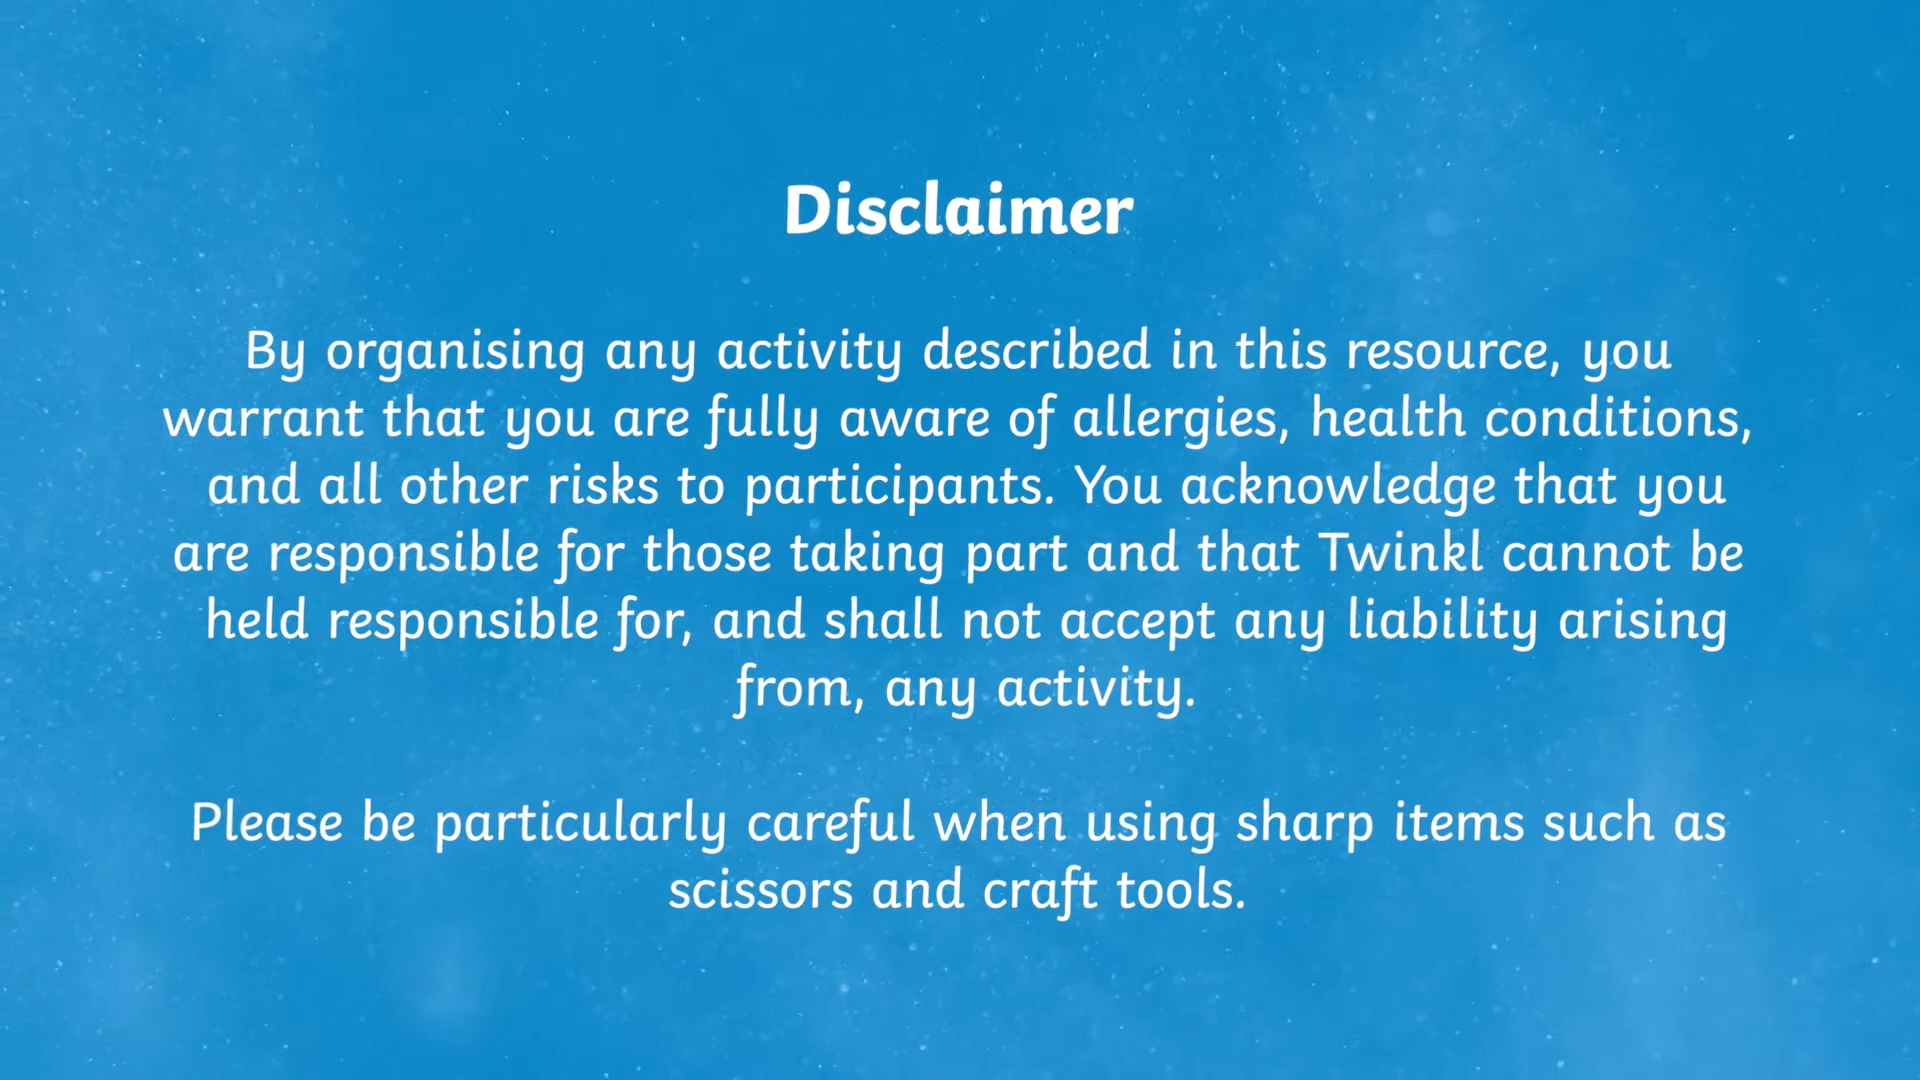 Disclaimer
By organising any activity described in this resource, you
warrant that you are fully aware of allergies, health conditions,
and all other risks to participants. You acknowledge that you
are responsible for those taking part and that Twinkl cannot be
held responsible for, and shall not accept any liability arising
from, any activity.
Please be particularly careful when using sharp items such as
scissors and craft tools.